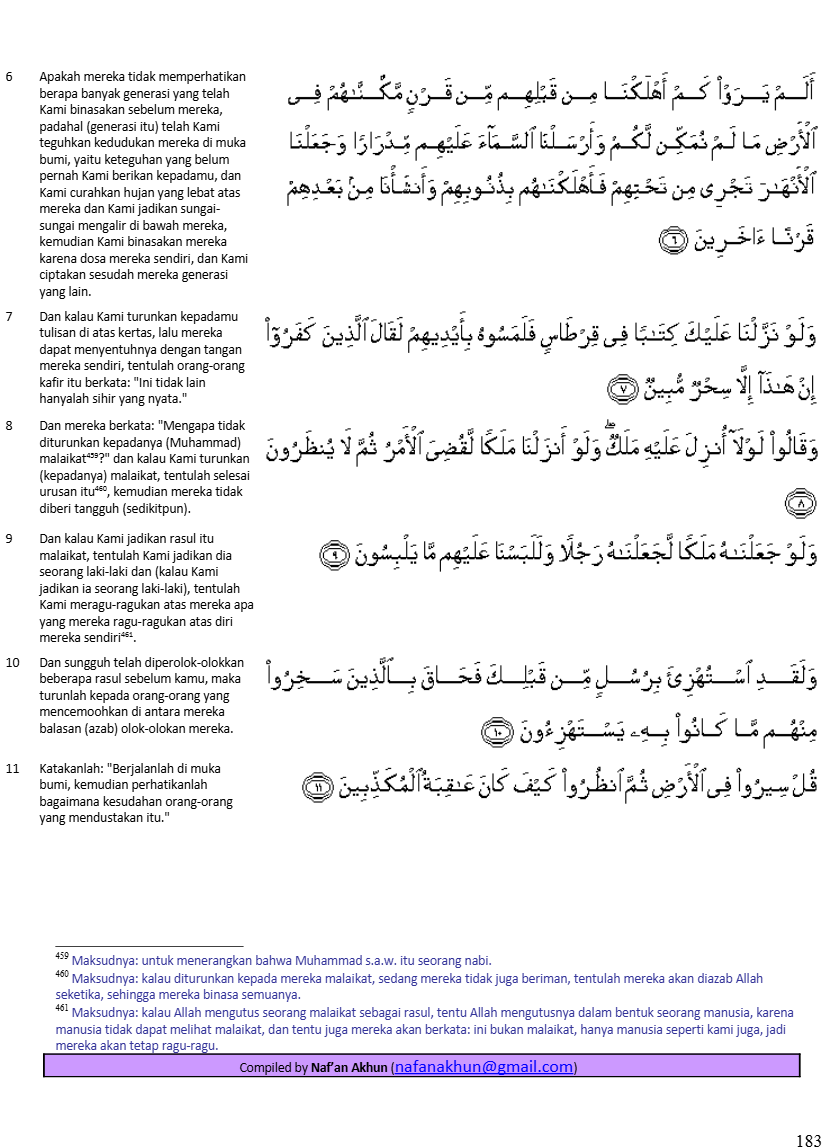 6 Apakah mereka tidak memperhatikan
berapa banyak generasi yang telah
Kami binasakan sebelum mereka,
padahal (generasi itu) telah Kami
teguhkan kedudukan mereka di muka
bumi, yaitu keteguhan yang belum
pernah Kami berikan kepadamu, dan
Kami curahkan hujan yang lebat atas
mereka dan Kami jadikan sungai-
sungai mengalir di bawah mereka,
kemudian Kami binasakan mereka
karena dosa mereka sendiri, dan Kami
ciptakan sesudah mereka generasi
yang lain.
أَلَمْ يَرَوْا۟ كَمْ أَهْلَكْنَا مِن قَبْلِهِم مِّن قَرْنٍ مَّكَّنَّٰهُمْ فِى
ٱلْأَرْضِ مَا لَمْ نُمَكِّن لَّكُمْ وَأَرْسَلْنَا ٱلسَّمَآءَ عَلَيْهِم مِّدْرَارًا وَجَعَلْنَا
ٱلْأَنْهَٰرَ تَجْرِى مِن تَحْتِهِمْ فَأَهْلَكْنَٰهُم بِذُنُوبِهِمْ وَأَنشَأْنَا مِنۢ بَعْدِهِمْ
قَرْنًا ءَاخَرِينَ ٦
7 Dan kalau Kami turunkan kepadamu
tulisan di atas kertas, lalu mereka
dapat menyentuhnya dengan tangan
mereka sendiri, tentulah orang-orang
kafir itu berkata: "Ini tidak lain
hanyalah sihir yang nyata."
وَلَوْ نَزَّلْنَا عَلَيْكَ كِتَٰبًا فِى قِرْطَاسٍ فَلَمَسُوهُ بِأَيْدِيهِمْ لَقَالَ ٱلَّذِينَ كَفَرُوٓا۟
إِنْ هَٰذَآ إِلَّا سِحْرٌ مُّبِينٌ ٧
8 Dan mereka berkata: "Mengapa tidak
diturunkan kepadanya (Muhammad)
malaikat⁴⁵⁹?" dan kalau Kami turunkan
(kepadanya) malaikat, tentulah selesai
urusan itu⁴⁶⁰, kemudian mereka tidak
diberi tangguh (sedikitpun).
وَقَالُوا۟ لَوْلَآ أُنزِلَ عَلَيْهِ مَلَكٌ ۖ وَلَوْ أَنزَلْنَا مَلَكًا لَّقُضِىَ ٱلْأَمْرُ ثُمَّ لَا يُنظَرُونَ
٨
9 Dan kalau Kami jadikan rasul itu
malaikat, tentulah Kami jadikan dia
seorang laki-laki dan (kalau Kami
jadikan ia seorang laki-laki), tentulah
Kami meragu-ragukan atas mereka apa
yang mereka ragu-ragukan atas diri
mereka sendiri⁴⁶¹.
وَلَوْ جَعَلْنَٰهُ مَلَكًا لَّجَعَلْنَٰهُ رَجُلًا وَلَلَبَسْنَا عَلَيْهِم مَّا يَلْبِسُونَ ٩
10 Dan sungguh telah diperolok-olokkan
beberapa rasul sebelum kamu, maka
turunlah kepada orang-orang yang
mencemoohkan di antara mereka
balasan (azab) olok-olokan mereka.
وَلَقَدِ ٱسْتُهْزِئَ بِرُسُلٍ مِّن قَبْلِكَ فَحَاقَ بِٱلَّذِينَ سَخِرُوا۟
مِنْهُم مَّا كَانُوا۟ بِهِۦ يَسْتَهْزِءُونَ ١٠
11 Katakanlah: "Berjalanlah di muka
bumi, kemudian perhatikanlah
bagaimana kesudahan orang-orang
yang mendustakan itu."
قُلْ سِيرُوا۟ فِى ٱلْأَرْضِ ثُمَّ ٱنظُرُوا۟ كَيْفَ كَانَ عَٰقِبَةُ ٱلْمُكَذِّبِينَ ١١
⁴⁵⁹ Maksudnya: untuk menerangkan bahwa Muhammad s.a.w. itu seorang nabi.
⁴⁶⁰ Maksudnya: kalau diturunkan kepada mereka malaikat, sedang mereka tidak juga beriman, tentulah mereka akan diazab Allah
seketika, sehingga mereka binasa semuanya.
⁴⁶¹ Maksudnya: kalau Allah mengutus seorang malaikat sebagai rasul, tentu Allah mengutusnya dalam bentuk seorang manusia, karena
manusia tidak dapat melihat malaikat, dan tentu juga mereka akan berkata: ini bukan malaikat, hanya manusia seperti kami juga, jadi
mereka akan tetap ragu-ragu.
Compiled by Naf’an Akhun (nafanakhun@gmail.com)
183